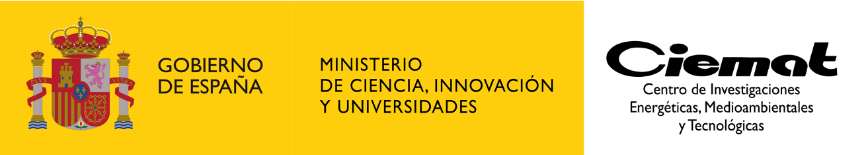 GOBIERNO
DE ESPAÑA
MINISTERIO
DE CIENCIA, INNOVACIÓN
Y UNIVERSIDADES
Ciemat
Centro de Investigaciones
Energéticas, Medioambientales
y Tecnológicas